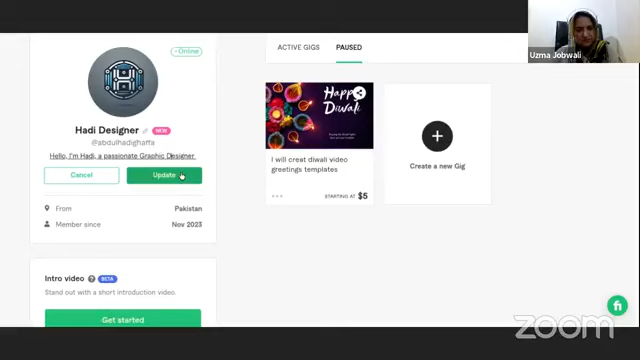 Online
Hadi Designer
NEW
@abdulhadighaffa
Hello, I'm Hadi, a passionate Graphic Designer
Cancel
Update
From
Pakistan
Member since
Nov 2023
Intro video
BETA
Stand out with a short introduction video.
Get started
ACTIVE GIGS
PAUSED
Happy
Diwali
I will creat diwali video
greetings templates
STARTING AT $5
Create a new Gig
Uzma Jobwali
fi
zoom